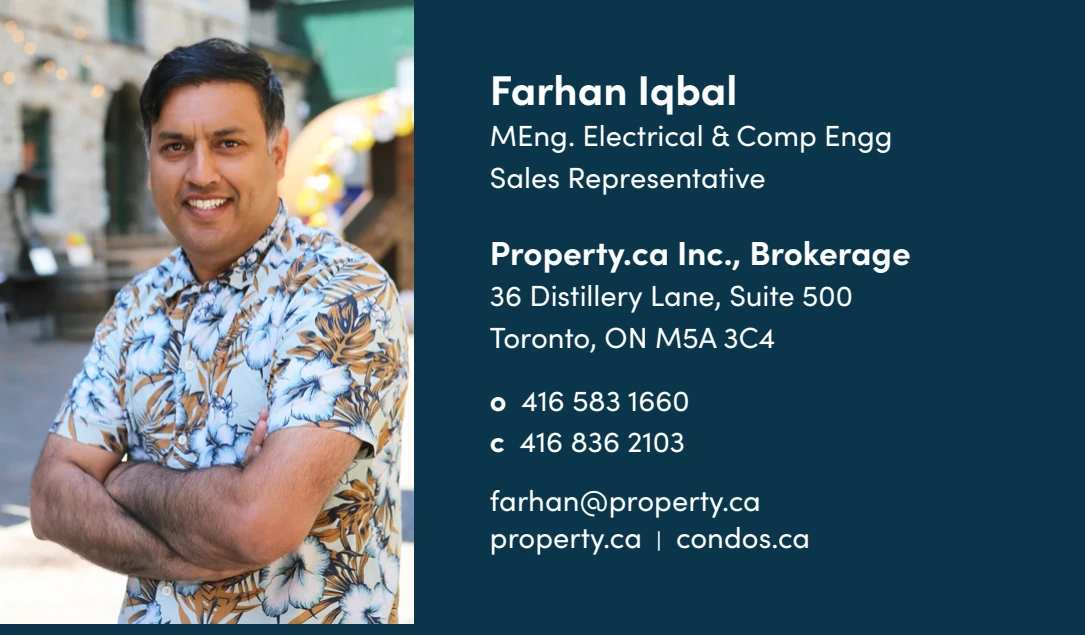 Farhan Iqbal
MEng. Electrical & Comp Engg
Sales Representative
Property.ca Inc., Brokerage
36 Distillery Lane, Suite 500
Toronto, ON M5A 3C4
o 416 583 1660
c 416 836 2103
farhan@property.ca
property.ca | condos.ca